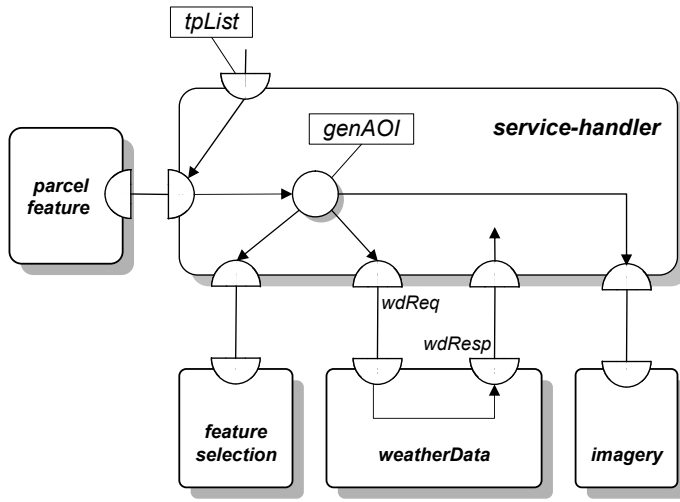 tpList
genAOI
service-handler
parcel
feature
wdReq
wdResp
feature
selection
weatherData
imagery